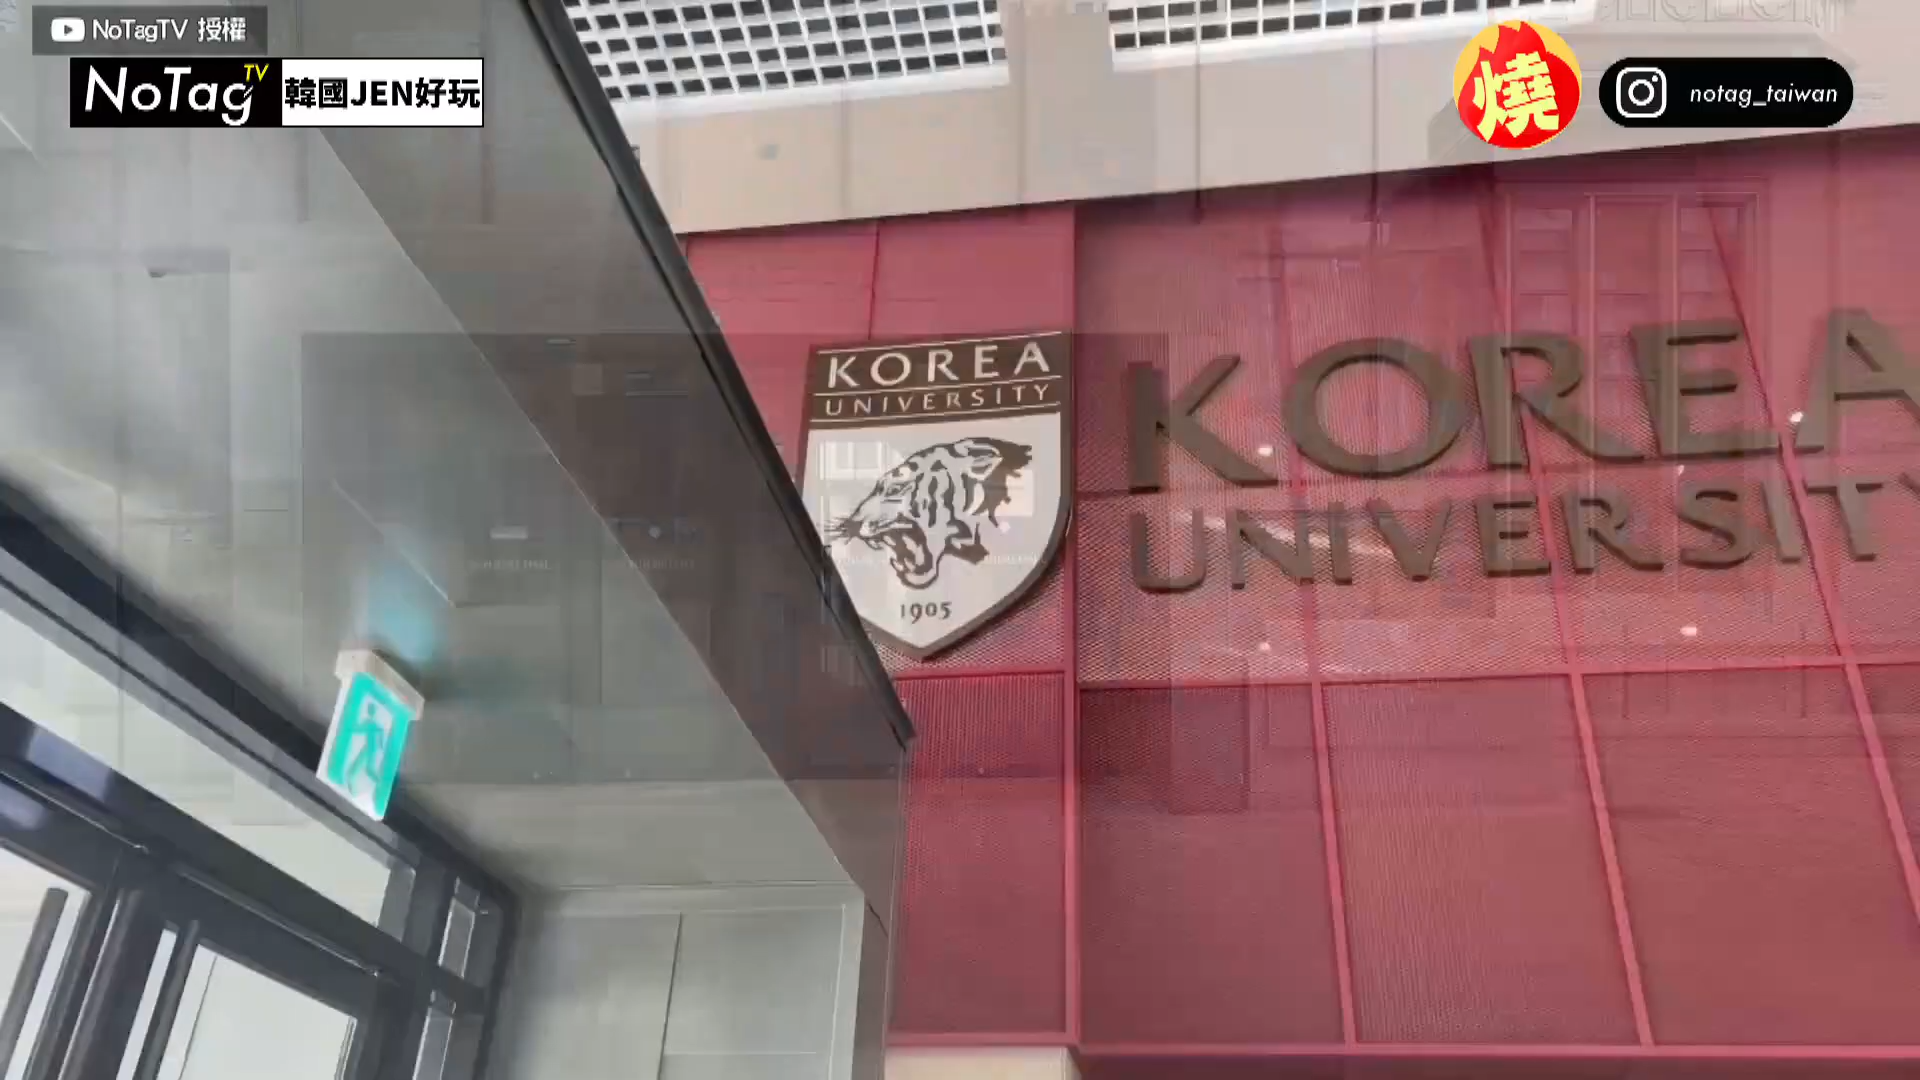 NoTagTV 授權
NoTag TV 韓國JEN好玩
燒
notag_taiwan
KOREA
UNIVERSITY
1905
KOREA
UNIVERSITY